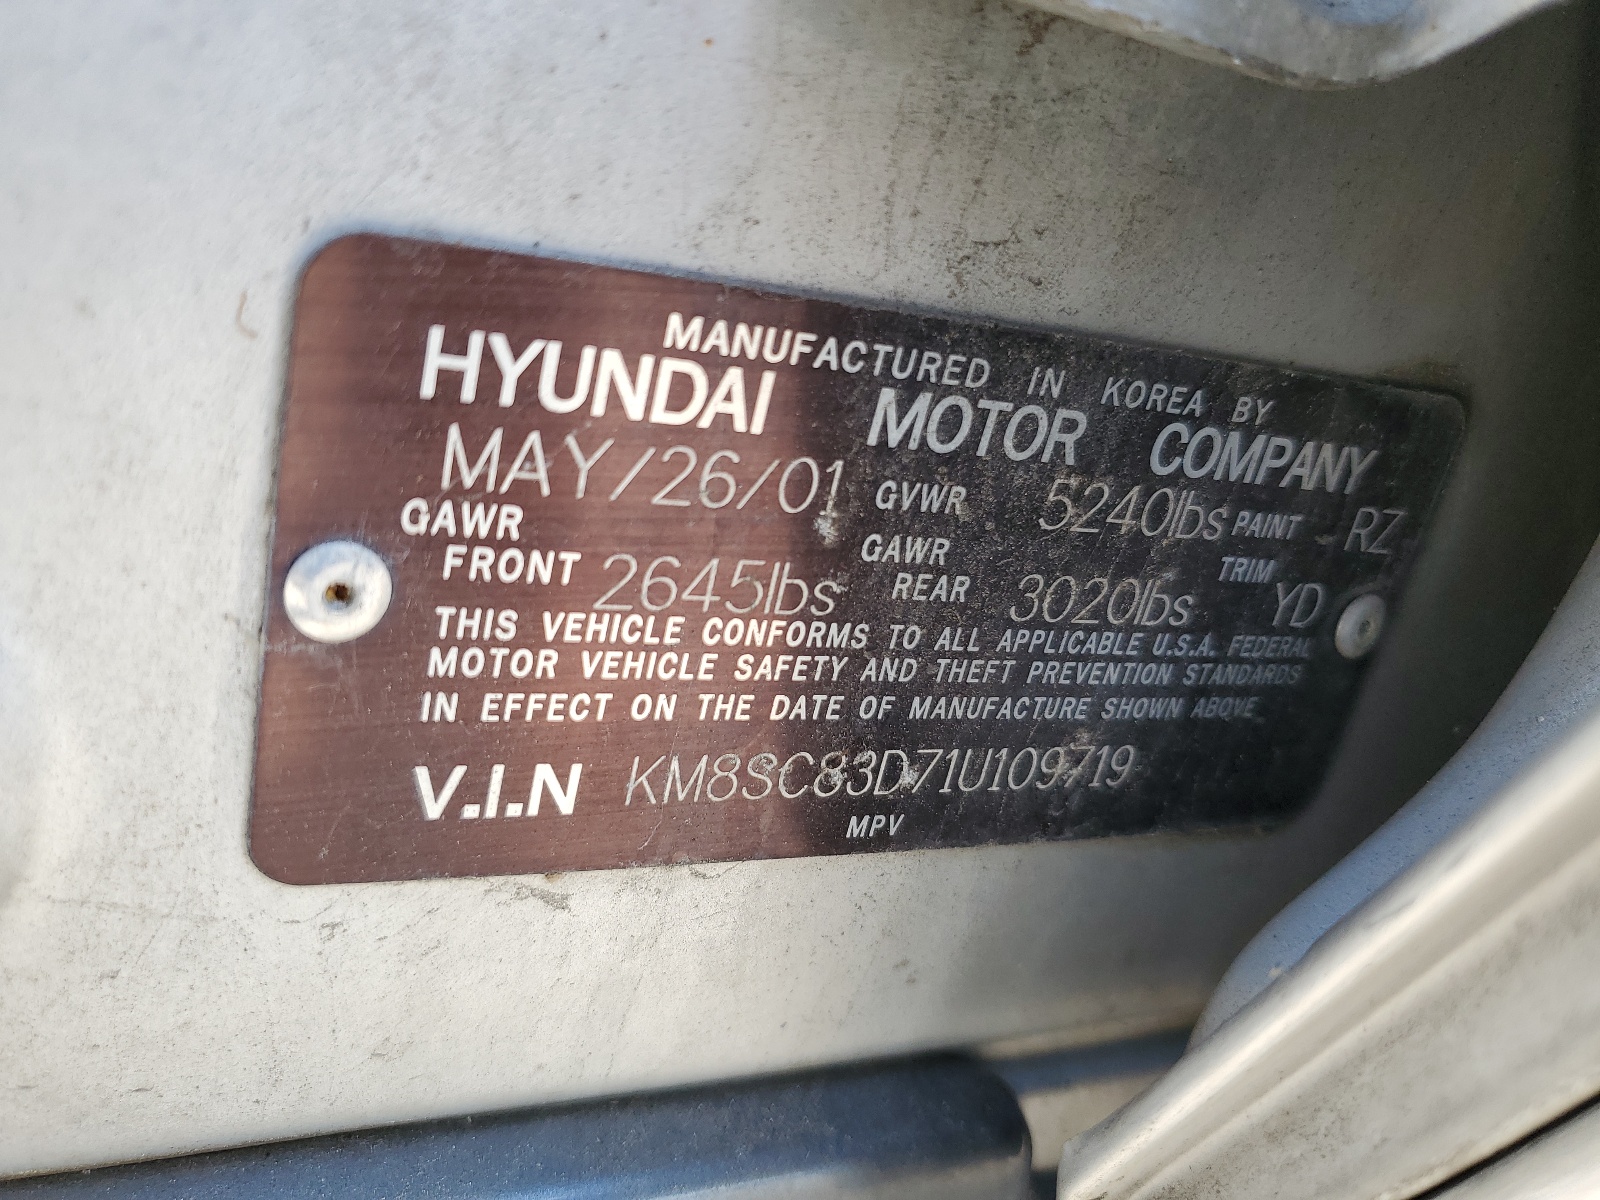 MANUFACTURED IN KOREA BY
HYUNDAI MOTOR COMPANY
MAY/26/01 GVWR 5240lbs PAINT RZ
GAWR FRONT 2645lbs GAWR REAR 3020lbs TRIM YD
THIS VEHICLE CONFORMS TO ALL APPLICABLE U.S.A. FEDERAL
MOTOR VEHICLE SAFETY AND THEFT PREVENTION STANDARDS
IN EFFECT ON THE DATE OF MANUFACTURE SHOWN ABOVE
V.I.N KM8SC83D71U109719
MPV